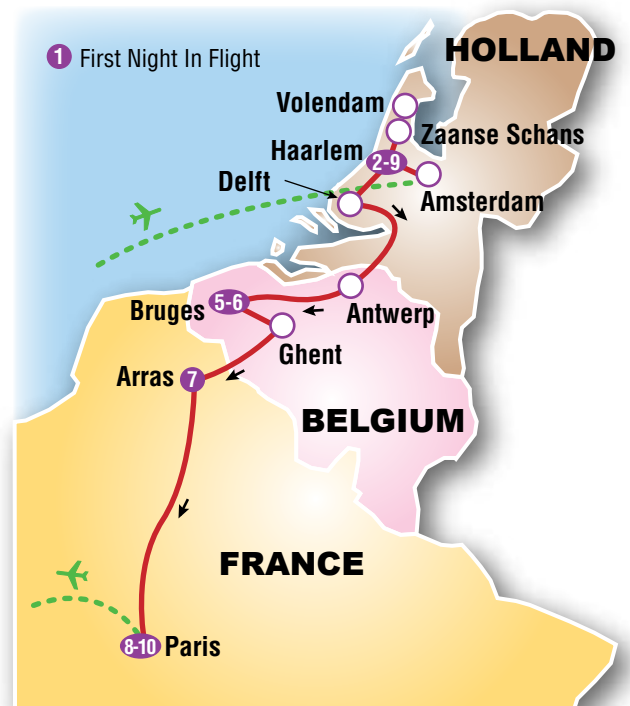 1 First Night In Flight
HOLLAND
Volendam
Zaanse Schans
Haarlem
2-9
Delft
Amsterdam
Bruges
5-6
Antwerp
Ghent
Arras
7
BELGIUM
FRANCE
8-10
Paris